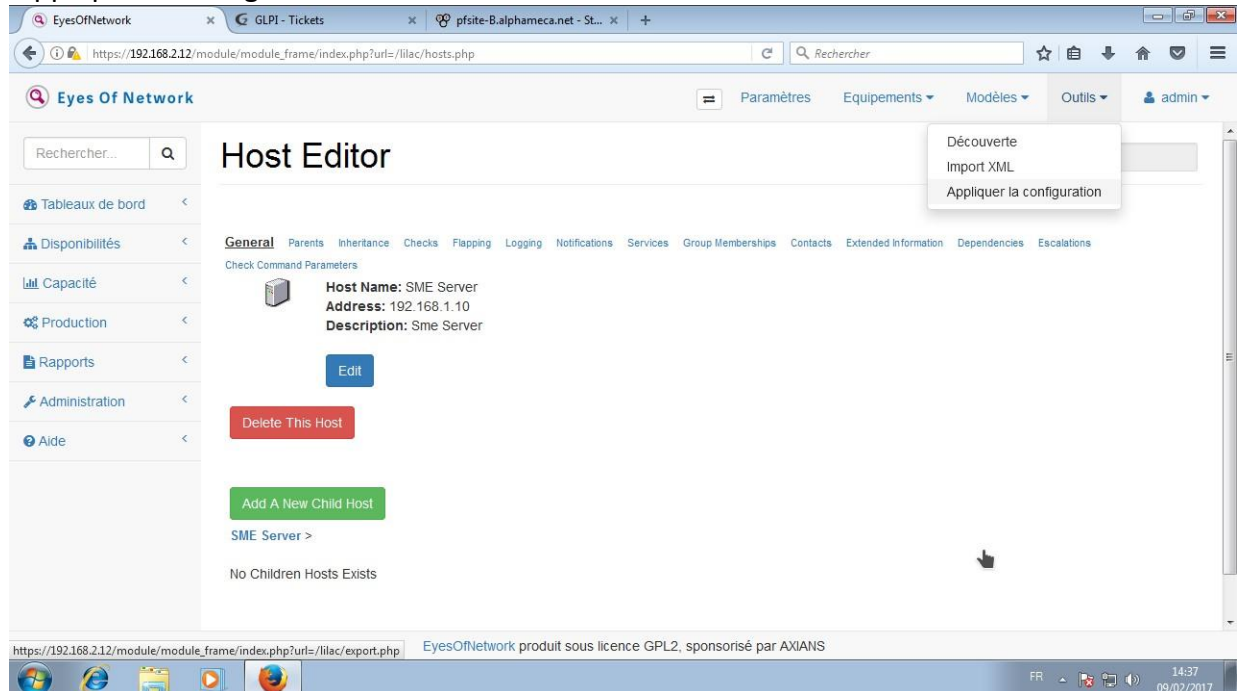 EyesOfNetwork
GLPI - Tickets
pfsite-B.alphameca.net - St...
https://192.168.2.12/module/module_frame/index.php?url=/lilac/hosts.php
Rechercher
Eyes Of Network
Paramètres
Equipements
Modèles
Outils
admin
Rechercher...
Host Editor
Découverte
Import XML
Appliquer la configuration
Tableaux de bord
Disponibilités
Capacité
Production
Rapports
Administration
Aide
General Parents Inheritance Checks Flapping Logging Notifications Services Group Memberships Contacts Extended Information Dependencies Escalations
Check Command Parameters
Host Name: SME Server
Address: 192.168.1.10
Description: Sme Server
Edit
Delete This Host
Add A New Child Host
SME Server >
No Children Hosts Exists
https://192.168.2.12/module/module_frame/index.php?url=/lilac/export.php
EyesOfNetwork produit sous licence GPL2, sponsorisé par AXIANS
FR
14:37
09/02/2017